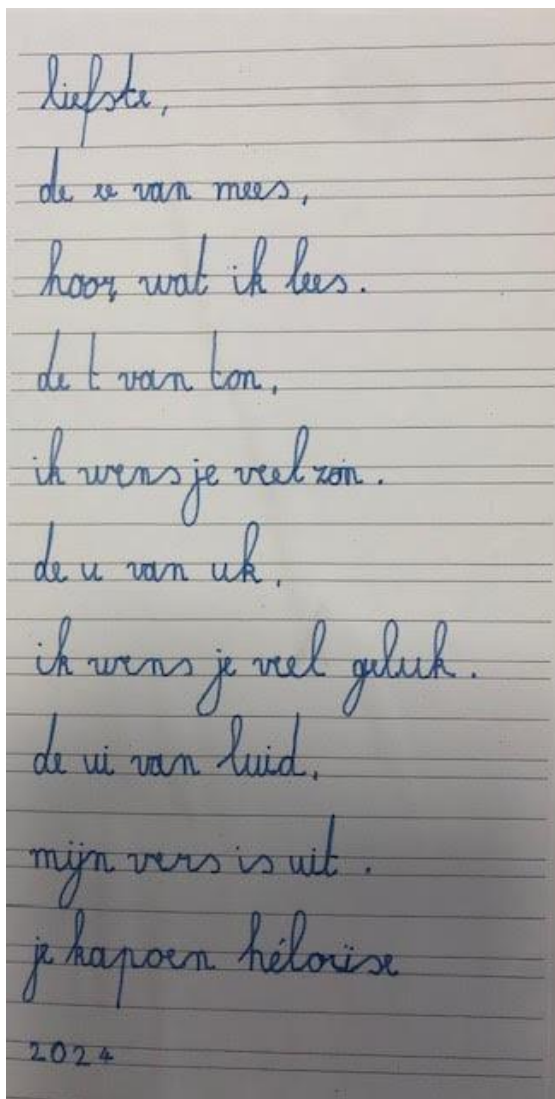 liefste,
de ee van mees,
hoor wat ik lees.
de t van ton,
ik wens je veel zon.
de u van uk,
ik wens je veel geluk.
de ui van luid,
mijn vers is uit.
je kapoen héloïse
2024